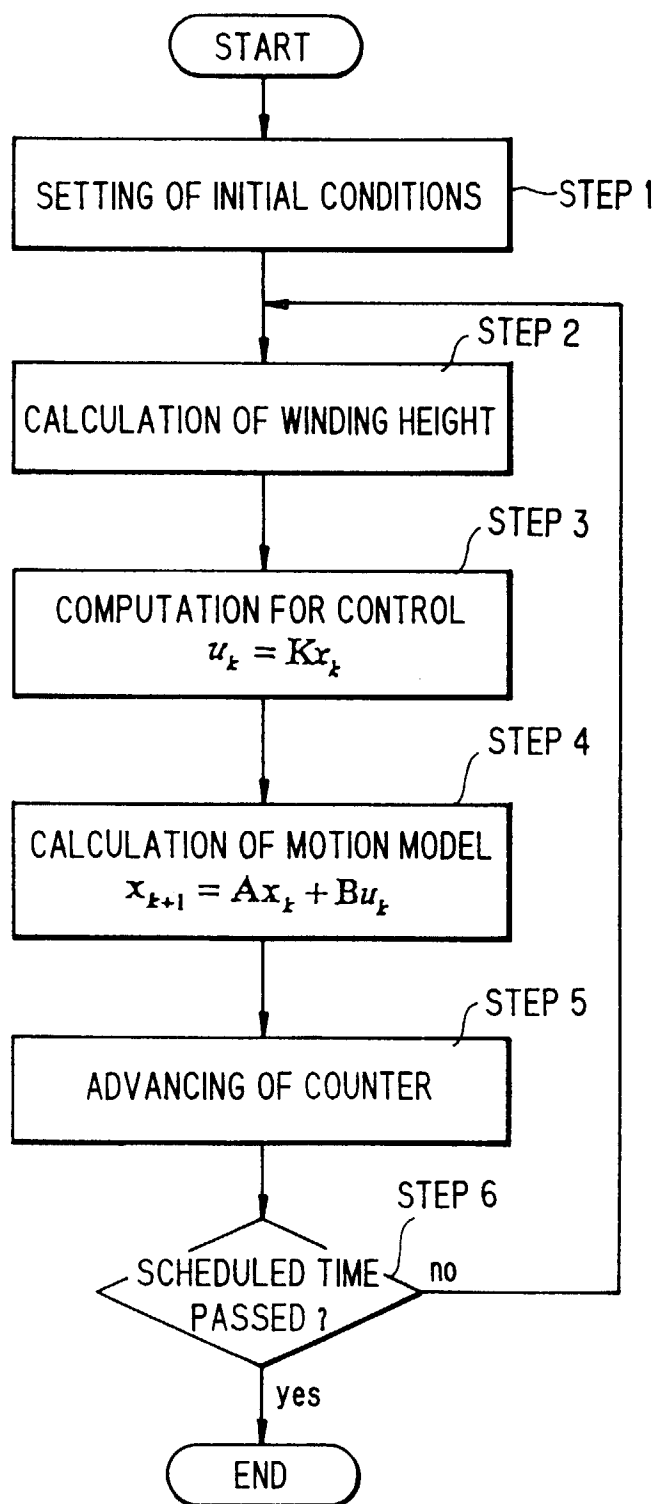 START
SETTING OF INITIAL CONDITIONS
STEP 1
STEP 2
CALCULATION OF WINDING HEIGHT
STEP 3
COMPUTATION FOR CONTROL
u_k = Kx_k
STEP 4
CALCULATION OF MOTION MODEL
x_{k+1} = Ax_k + Bu_k
STEP 5
ADVANCING OF COUNTER
STEP 6
SCHEDULED TIME
PASSED ?
no
yes
END